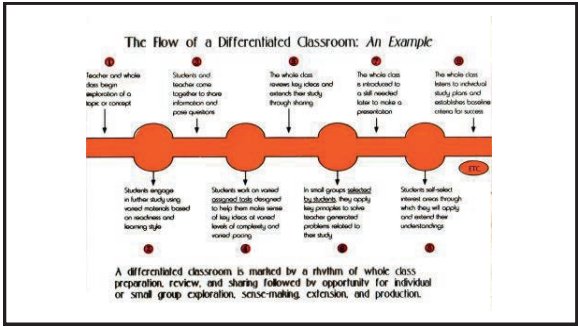 The Flow of a Differentiated Classroom: An Example
Teacher and whole
class begin
exploration of a
topic or concept
Students and
teacher come
together to share
information and
pose questions
The whole class
reviews key ideas and
extends their study
through sharing
The whole class
is introduced to
a skill needed
later to make a
presentation
The whole class
listens to individual
study plans and
establishes baseline
criteria for success
ETC
Students engage
in further study using
varied materials based
on readiness and
learning style
Students work on varied
assigned tasks designed
to help them make sense
of key ideas at varied
levels of complexity and
varied pacing
In small groups selected
by students, they apply
key principles to solve
teacher generated
problems related to
their study
Students self-select
interest areas through
which they will apply
and extend their
understandings
A differentiated classroom is marked by a rhythm of whole class
preparation, review, and sharing followed by opportunity for individual
or small group exploration, sense-making, extension, and production.